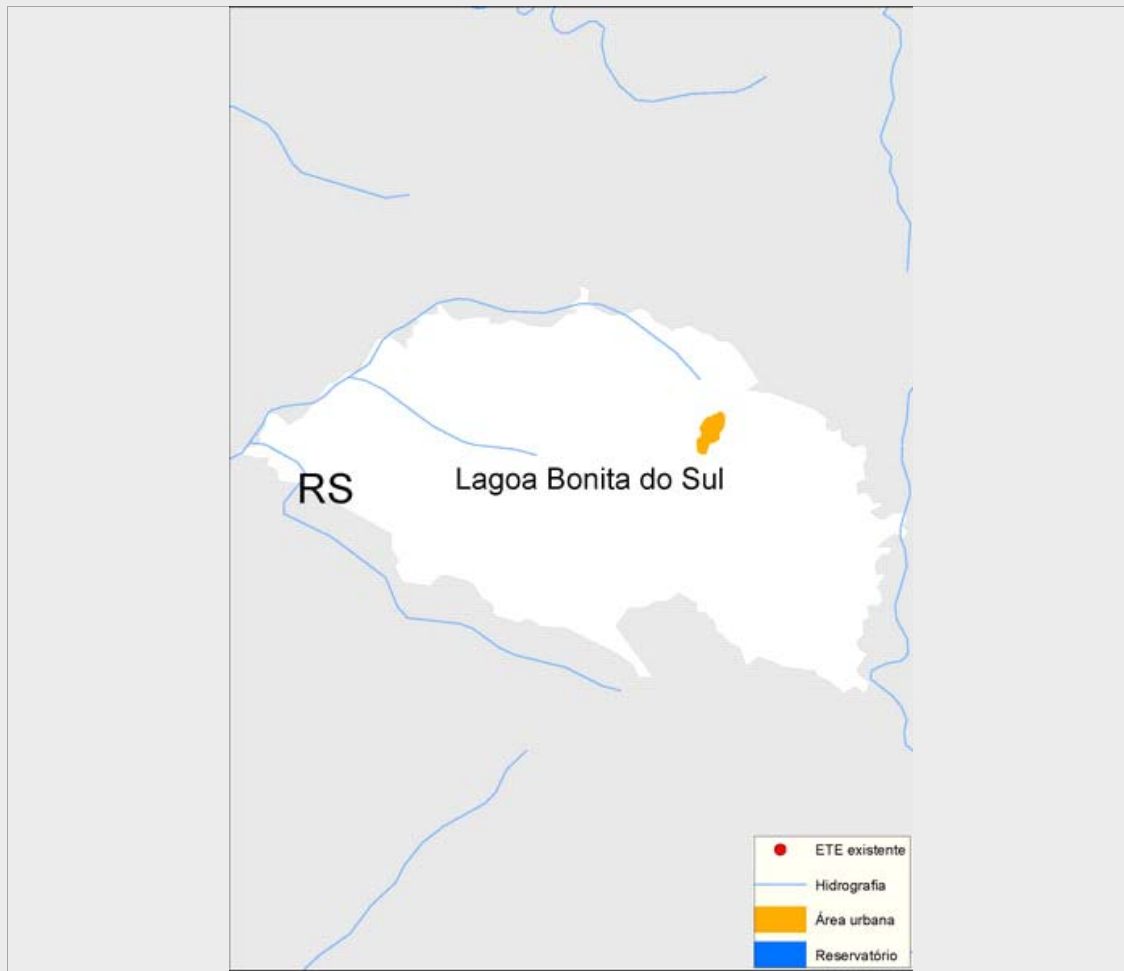 Lagoa Bonita do Sul
RS
ETE existente
Hidrografia
Área urbana
Reservatório